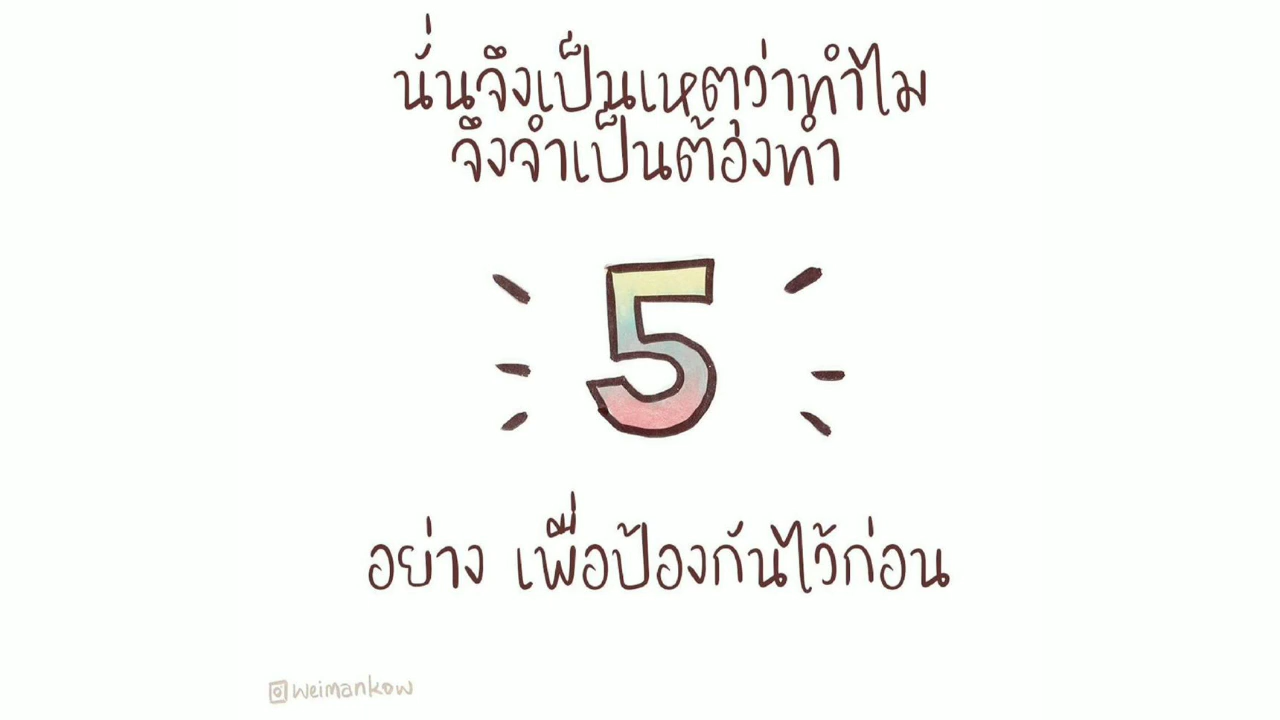 นั่นจึงเป็นเหตุว่าทำไม
จึงจำเป็นต้องทำ
5
อย่าง เพื่อป้องกันไว้ก่อน
@weimankow